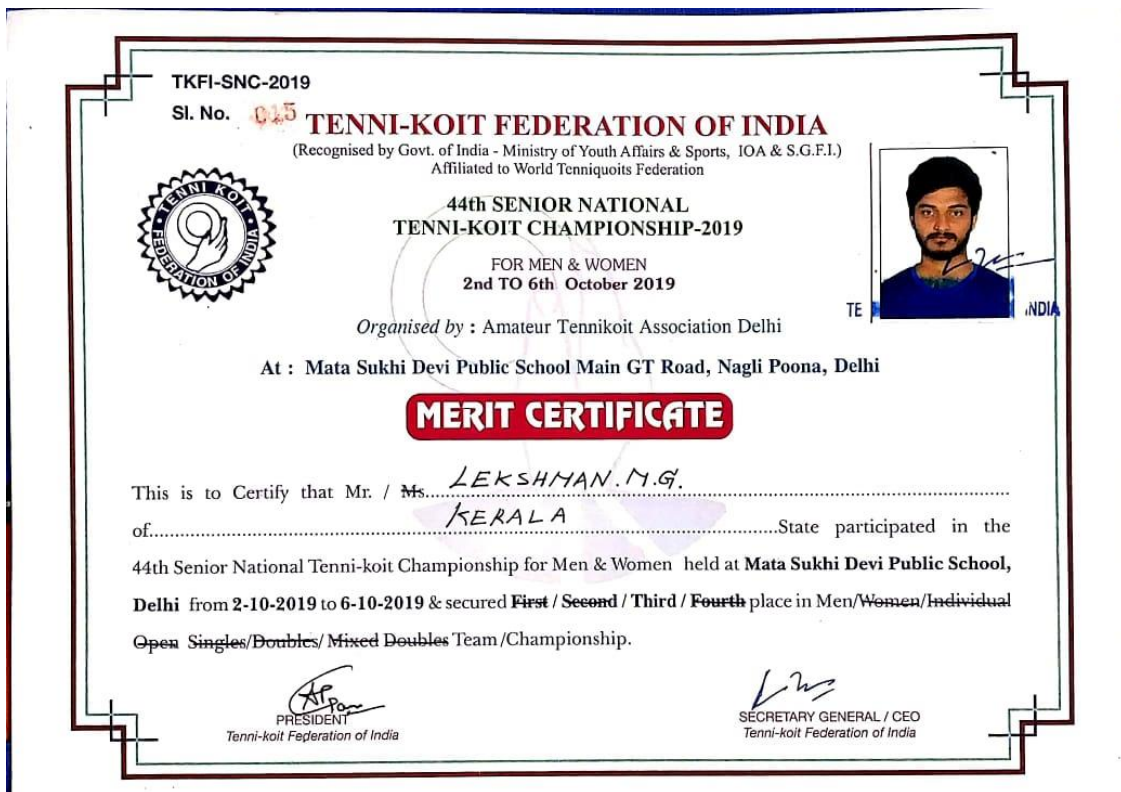 TKFI-SNC-2019
Sl. No. 015
TENNI-KOIT FEDERATION OF INDIA
(Recognised by Govt. of India - Ministry of Youth Affairs & Sports, IOA & S.G.F.I.)
Affiliated to World Tenniquoits Federation
TENNI KOIT
FEDERATION OF INDIA
44th SENIOR NATIONAL
TENNI-KOIT CHAMPIONSHIP-2019
FOR MEN & WOMEN
2nd TO 6th October 2019
TE INDIA
Organised by : Amateur Tennikoit Association Delhi
At : Mata Sukhi Devi Public School Main GT Road, Nagli Poona, Delhi
MERIT CERTIFICATE
This is to Certify that Mr. / Ms. LEKSHMAN. M.G.
of KERALA State participated in the
44th Senior National Tenni-koit Championship for Men & Women held at Mata Sukhi Devi Public School,
Delhi from 2-10-2019 to 6-10-2019 & secured First / Second / Third / Fourth place in Men/Women/Individual
Open Singles/Doubles/ Mixed Doubles Team/Championship.
PRESIDENT
Tenni-koit Federation of India
SECRETARY GENERAL / CEO
Tenni-koit Federation of India